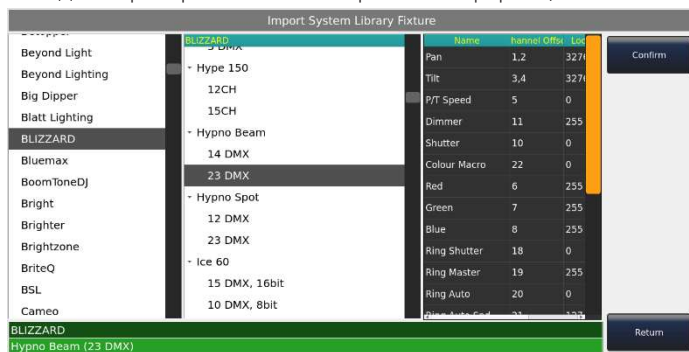 Import System Library Fixture
Beyond Light
Beyond Lighting
Big Dipper
Blatt Lighting
BLIZZARD
Bluemax
BoomToneDJ
Bright
Brighter
Brightzone
BriteQ
BSL
Cameo
BLIZZARD
Hype 150
12CH
15CH
Hypno Beam
14 DMX
23 DMX
Hypno Spot
12 DMX
23 DMX
Ice 60
15 DMX, 16bit
10 DMX, 8bit
Name hannel Offse Loc
Pan 1,2 3276
Tilt 3,4 3276
P/T Speed 5 0
Dimmer 11 255
Shutter 10 0
Colour Macro 22 0
Red 6 255
Green 7 255
Blue 8 255
Ring Shutter 18 0
Ring Master 19 255
Ring Auto 20 0
Confirm
Return
BLIZZARD
Hypno Beam (23 DMX)